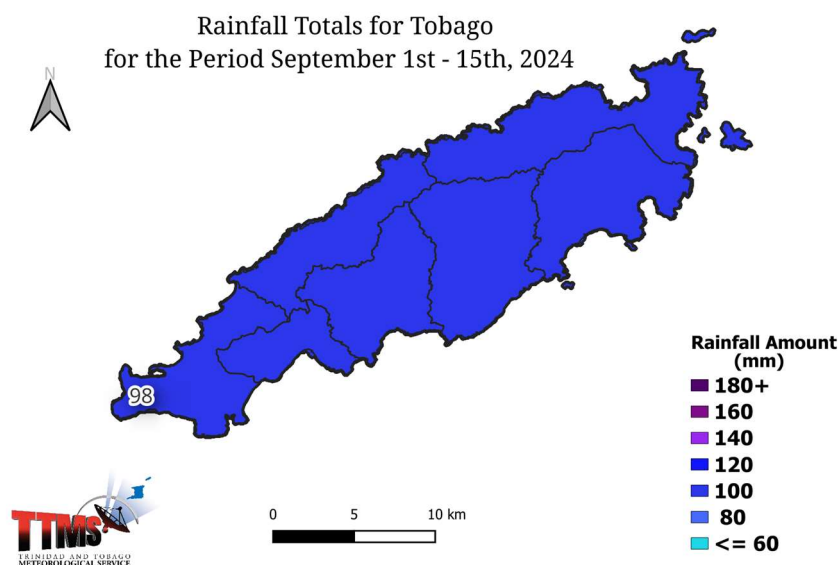 Rainfall Totals for Tobago
for the Period September 1st - 15th, 2024
N
98
Rainfall Amount
(mm)
180+
160
140
120
100
80
<= 60
0 5 10 km
TTMS
TRINIDAD AND TOBAGO
METEOROLOGICAL SERVICE